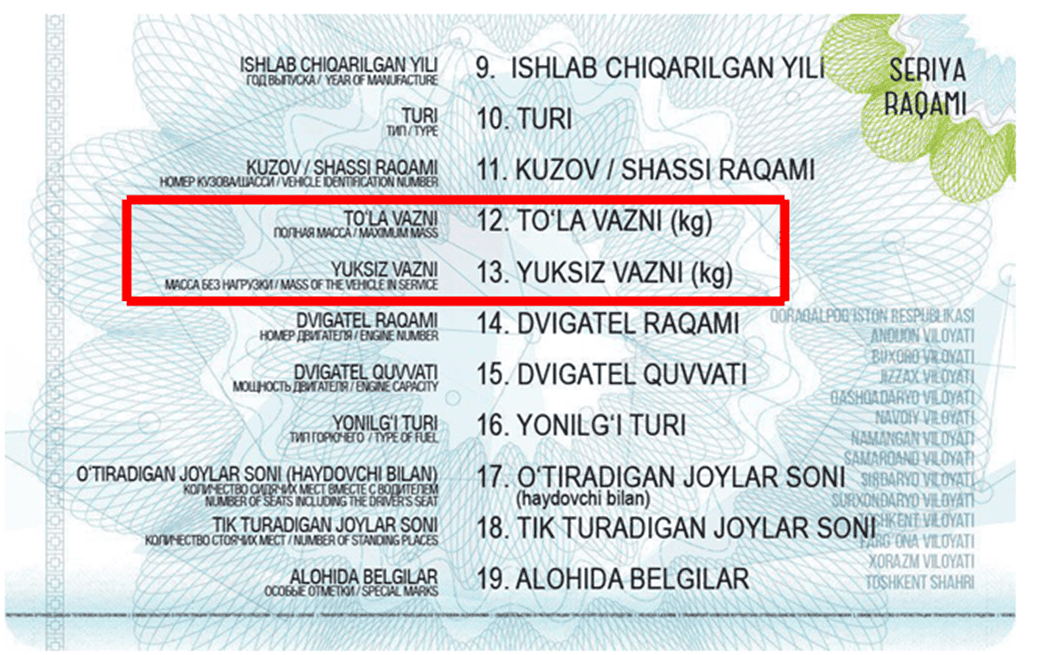 ISHLAB CHIQARILGAN YILI
ГОД ВЫПУСКА / YEAR OF MANUFACTURE
9. ISHLAB CHIQARILGAN YILI
SERIYA
RAQAMI
TURI
ТИП / TYPE
10. TURI
KUZOV / SHASSI RAQAMI
НОМЕР КУЗОВА/ШАССИ / VEHICLE IDENTIFICATION NUMBER
11. KUZOV / SHASSI RAQAMI
TO‘LA VAZNI
ПОЛНАЯ МАССА / MAXIMUM MASS
12. TO‘LA VAZNI (kg)
YUKSIZ VAZNI
МАССА БЕЗ НАГРУЗКИ / MASS OF THE VEHICLE IN SERVICE
13. YUKSIZ VAZNI (kg)
DVIGATEL RAQAMI
НОМЕР ДВИГАТЕЛЯ / ENGINE NUMBER
14. DVIGATEL RAQAMI
DVIGATEL QUVVATI
МОЩНОСТЬ ДВИГАТЕЛЯ / ENGINE CAPACITY
15. DVIGATEL QUVVATI
YONILG‘I TURI
ТИП ГОРЮЧЕГО / TYPE OF FUEL
16. YONILG‘I TURI
O‘TIRADIGAN JOYLAR SONI (HAYDOVCHI BILAN)
КОЛИЧЕСТВО СИДЯЧИХ МЕСТ ВМЕСТЕ С ВОДИТЕЛЕМ
NUMBER OF SEATS INCLUDING THE DRIVER'S SEAT
17. O‘TIRADIGAN JOYLAR SONI
(haydovchi bilan)
TIK TURADIGAN JOYLAR SONI
КОЛИЧЕСТВО СТОЯЧИХ МЕСТ / NUMBER OF STANDING PLACES
18. TIK TURADIGAN JOYLAR SONI
ALOHIDA BELGILAR
ОСОБЫЕ ОТМЕТКИ / SPECIAL MARKS
19. ALOHIDA BELGILAR
QORAQALPOG‘ISTON RESPUBLIKASI
ANDIJON VILOYATI
BUXORO VILOYATI
JIZZAX VILOYATI
QASHQADARYO VILOYATI
NAVOIY VILOYATI
NAMANGAN VILOYATI
SAMARQAND VILOYATI
SIRDARYO VILOYATI
SURXONDARYO VILOYATI
TOSHKENT VILOYATI
FARG‘ONA VILOYATI
XORAZM VILOYATI
TOSHKENT SHAHRI